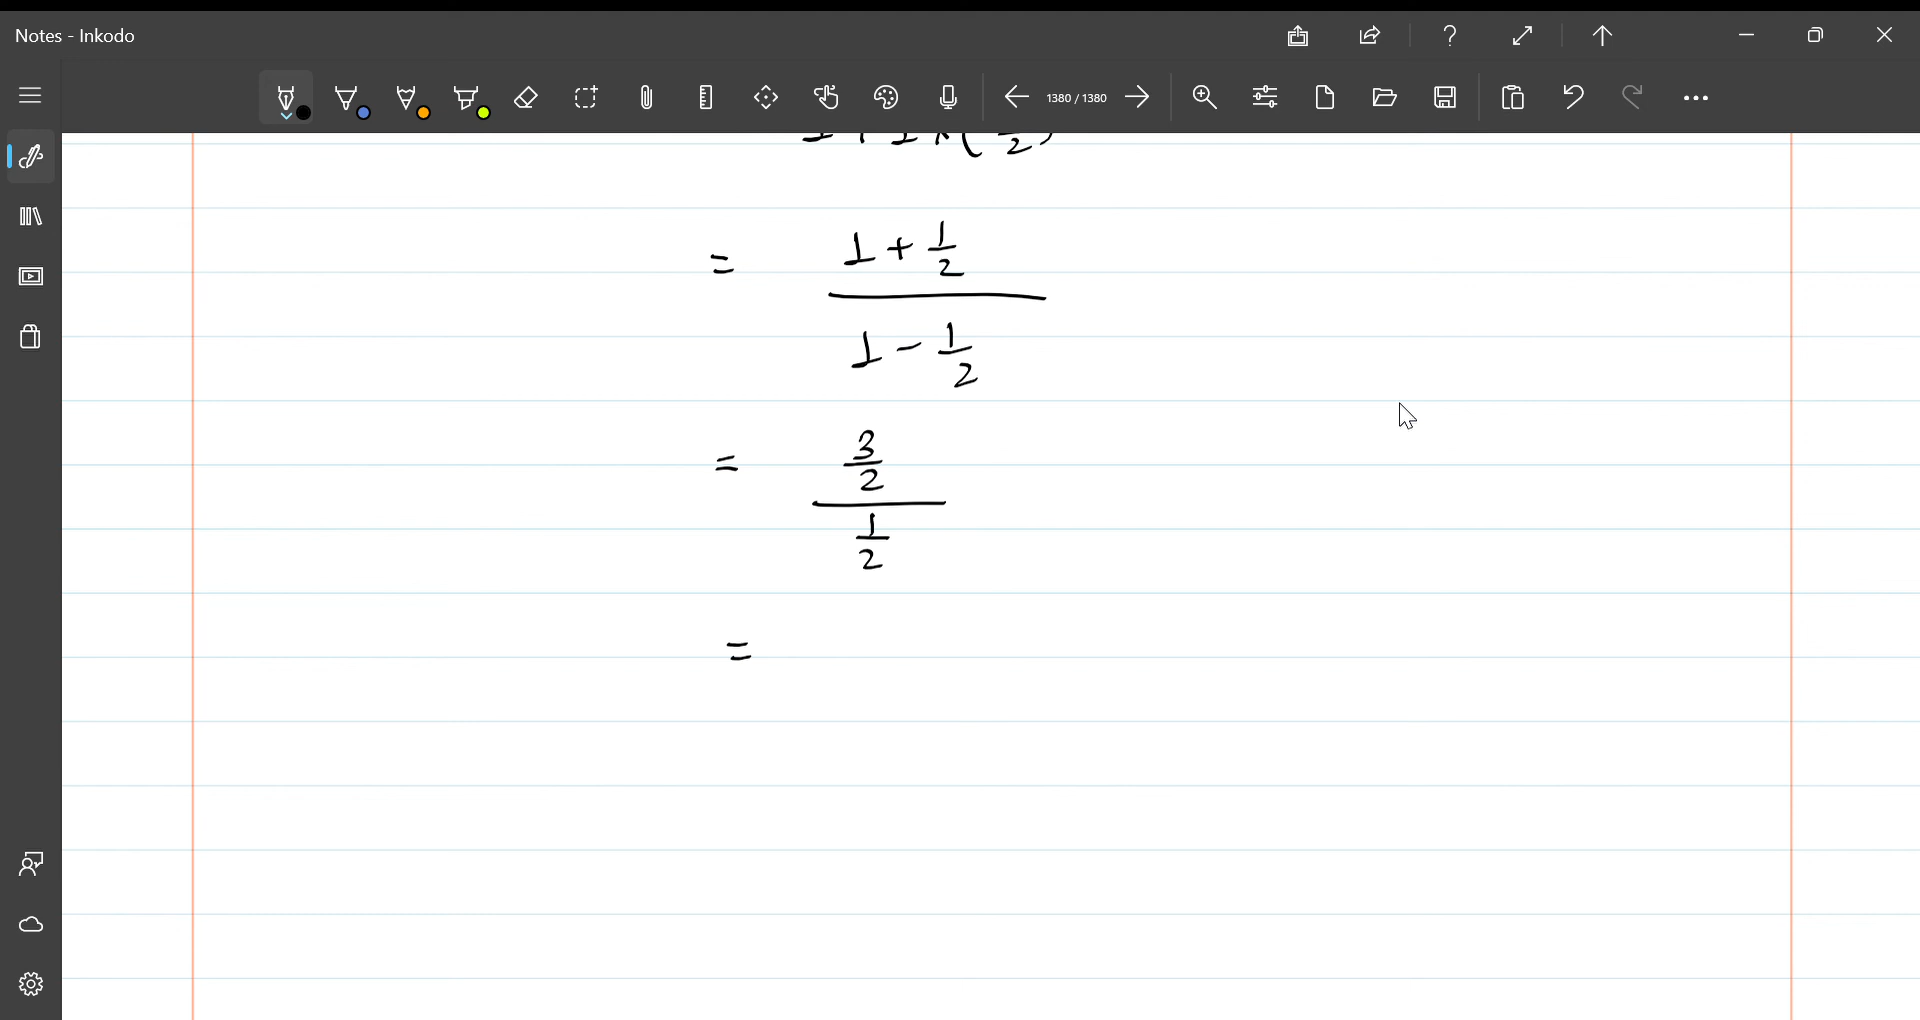 Notes - Inkodo
1380 / 1380
= 1 + 1/2
1 - 1/2
= 3/2
1/2
=